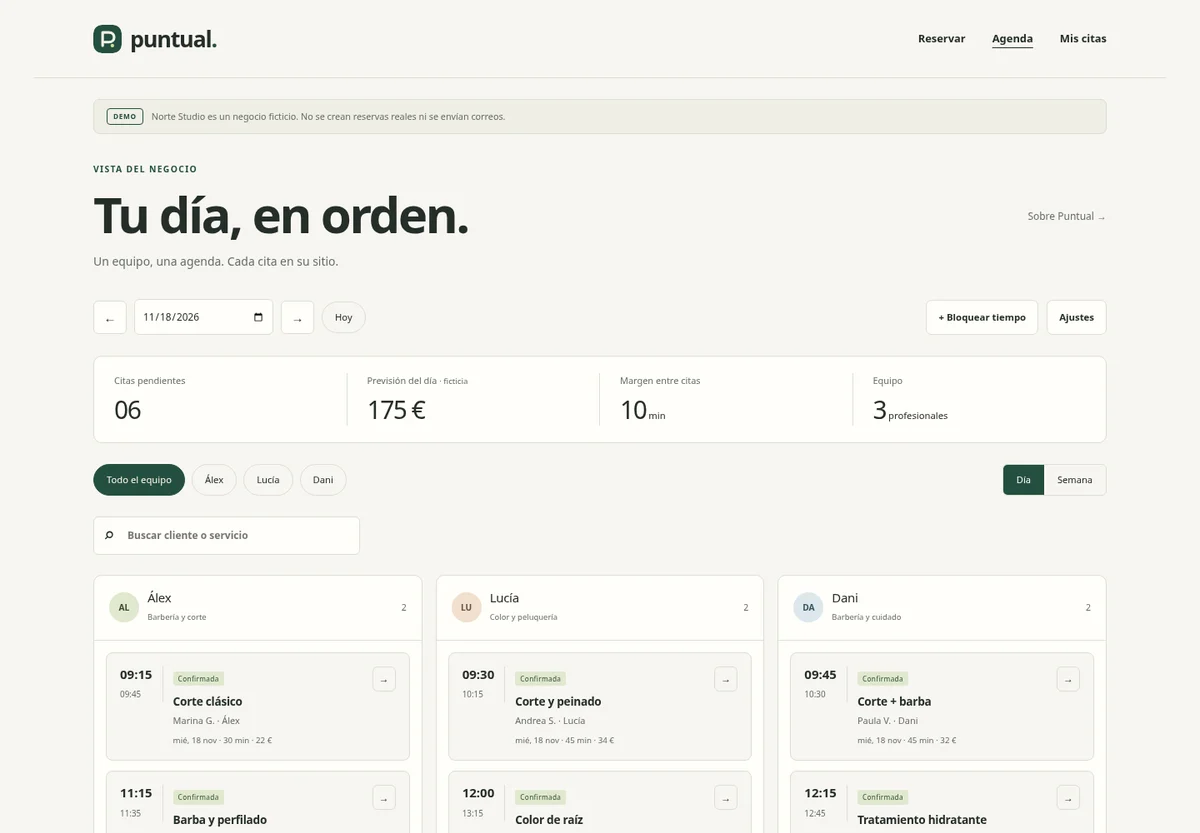 puntual.
Reservar
Agenda
Mis citas
DEMO
Norte Studio es un negocio ficticio. No se crean reservas reales ni se envían correos.
VISTA DEL NEGOCIO
Tu día, en orden.
Sobre Puntual →
Un equipo, una agenda. Cada cita en su sitio.
←
11/18/2026
→
Hoy
+ Bloquear tiempo
Ajustes
Citas pendientes
06
Previsión del día · ficticia
175 €
Margen entre citas
10 min
Equipo
3 profesionales
Todo el equipo
Álex
Lucía
Dani
Día
Semana
Buscar cliente o servicio
AL
Álex
Barbería y corte
2
09:15
09:45
Confirmada
→
Corte clásico
Marina G. · Álex
mié, 18 nov · 30 min · 22 €
11:15
11:35
Confirmada
→
Barba y perfilado
LU
Lucía
Color y peluquería
2
09:30
10:15
Confirmada
→
Corte y peinado
Andrea S. · Lucía
mié, 18 nov · 45 min · 34 €
12:00
13:15
Confirmada
→
Color de raíz
DA
Dani
Barbería y cuidado
2
09:45
10:30
Confirmada
→
Corte + barba
Paula V. · Dani
mié, 18 nov · 45 min · 32 €
12:15
12:45
Confirmada
→
Tratamiento hidratante